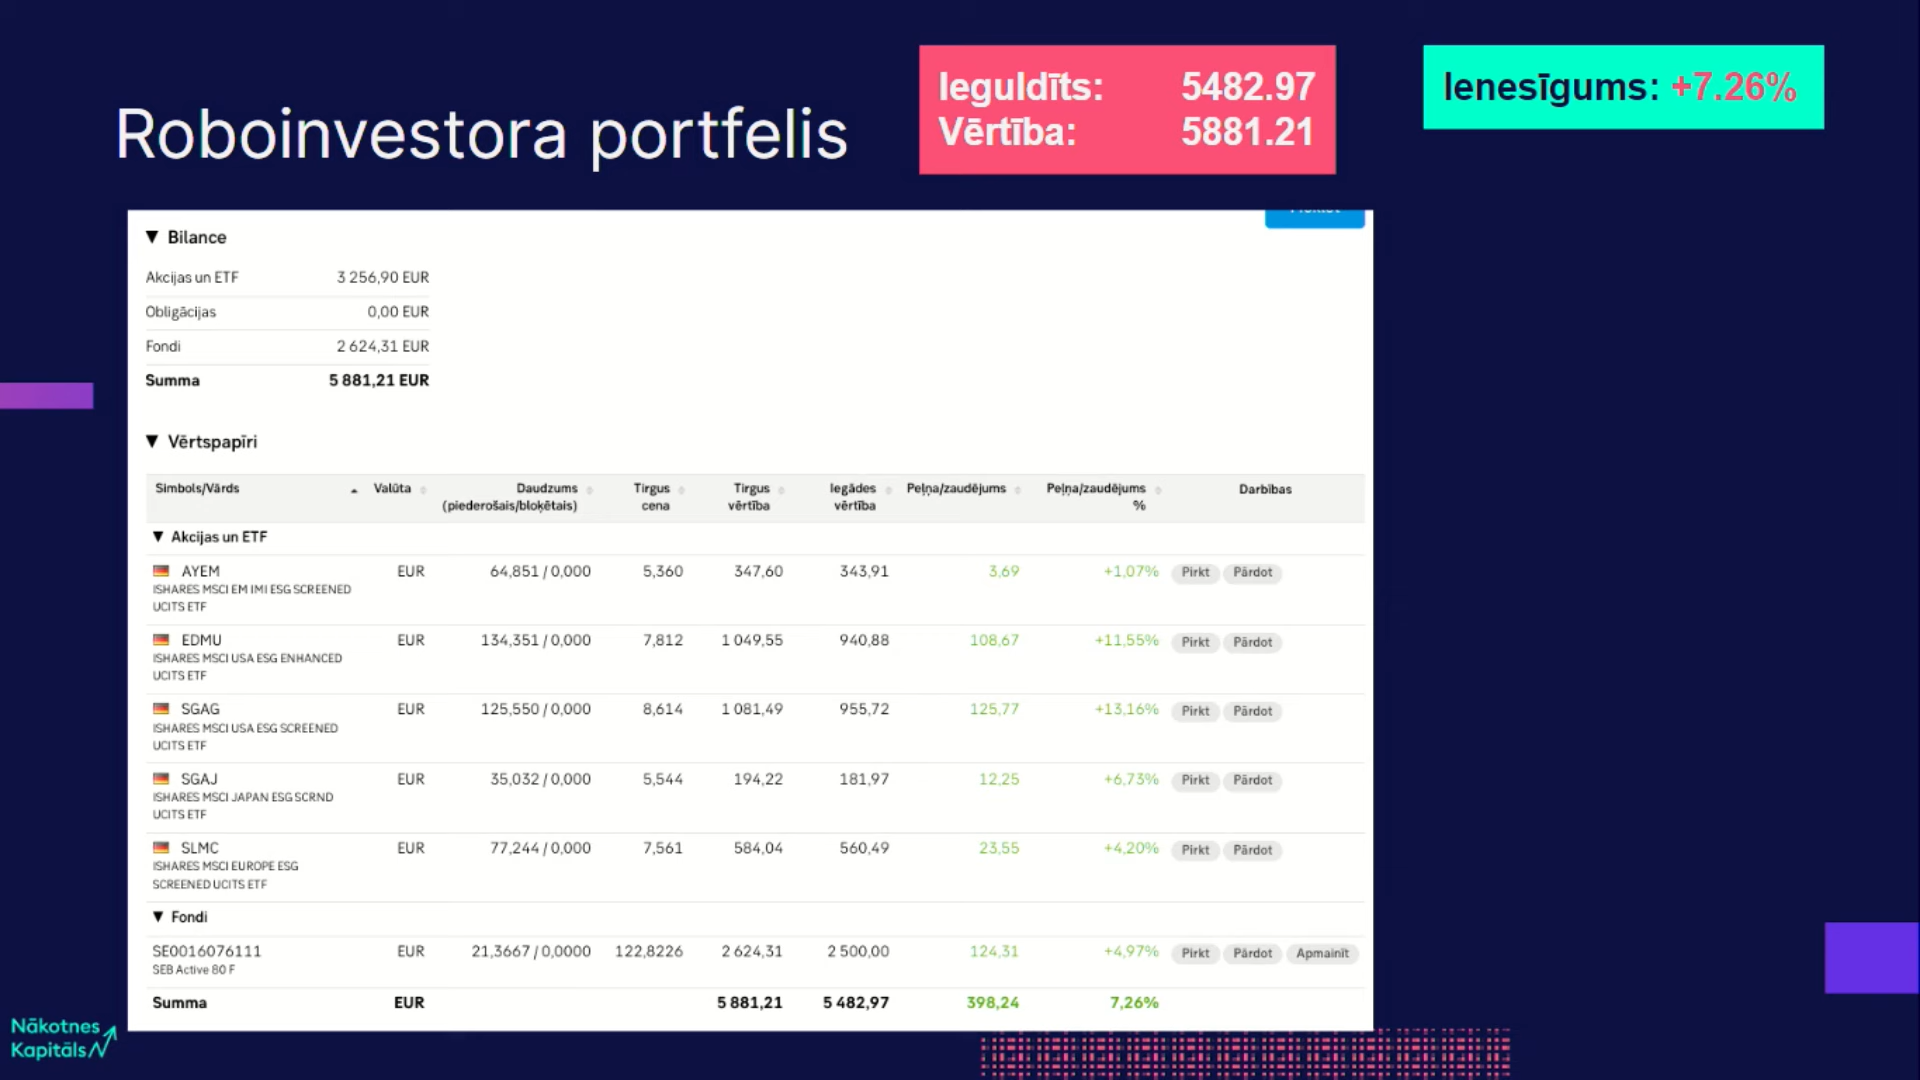 Roboinvestora portfelis
Ieguldīts: 5482.97
Vērtība: 5881.21
Ienesīgums: +7.26%
▼ Bilance
Akcijas un ETF 3 256,90 EUR
Obligācijas 0,00 EUR
Fondi 2 624,31 EUR
Summa 5 881,21 EUR
▼ Vērtspapīri
Simbols/Vārds Valūta Daudzums (piederošais/bloķētais) Tirgus cena Tirgus vērtība Iegādes vērtība Peļņa/zaudējums Peļņa/zaudējums % Darbības
▼ Akcijas un ETF
AYEM EUR 64,851 / 0,000 5,360 347,60 343,91 3,69 +1,07% Pirkt Pārdot
ISHARES MSCI EM IMI ESG SCREENED
UCITS ETF
EDMU EUR 134,351 / 0,000 7,812 1 049,55 940,88 108,67 +11,55% Pirkt Pārdot
ISHARES MSCI USA ESG ENHANCED
UCITS ETF
SGAG EUR 125,550 / 0,000 8,614 1 081,49 955,72 125,77 +13,16% Pirkt Pārdot
ISHARES MSCI USA ESG SCREENED
UCITS ETF
SGAJ EUR 35,032 / 0,000 5,544 194,22 181,97 12,25 +6,73% Pirkt Pārdot
ISHARES MSCI JAPAN ESG SCRND
UCITS ETF
SLMC EUR 77,244 / 0,000 7,561 584,04 560,49 23,55 +4,20% Pirkt Pārdot
ISHARES MSCI EUROPE ESG
SCREENED UCITS ETF
▼ Fondi
SE0016076111 EUR 21,3667 / 0,0000 122,8226 2 624,31 2 500,00 124,31 +4,97% Pirkt Pārdot Apmainīt
SEB Active 80 F
Summa EUR 5 881,21 5 482,97 398,24 7,26%
Nākotnes
Kapitāls